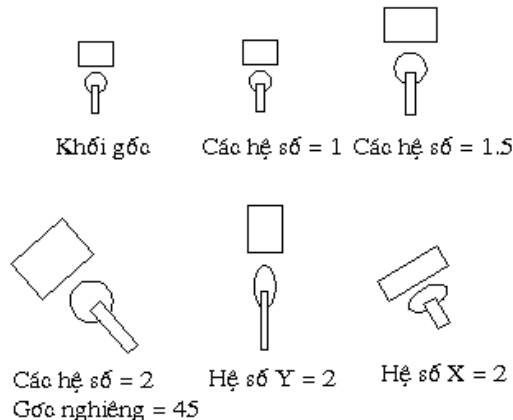 Khối gốc
Các hệ số = 1
Các hệ số = 1.5
Các hệ số = 2
Góc nghiêng = 45
Hệ số Y = 2
Hệ số X = 2